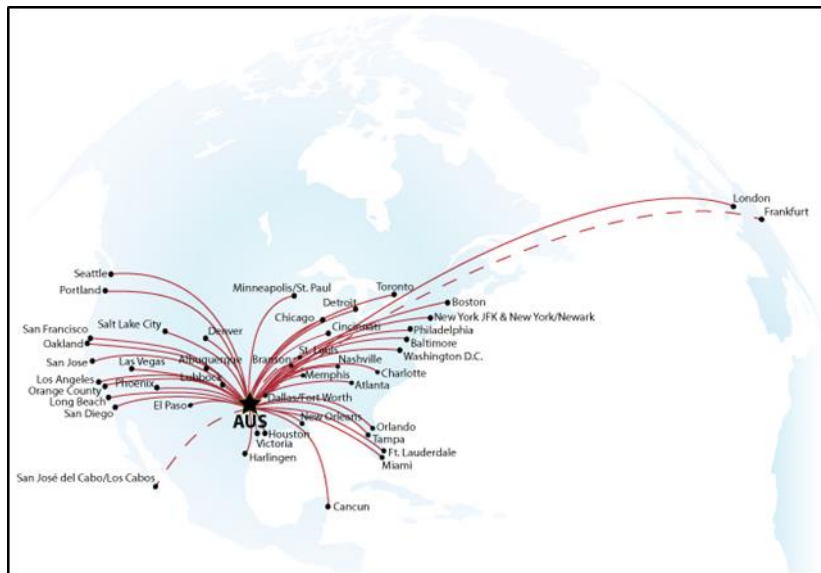 London
Frankfurt
Seattle
Portland
Minneapolis/St. Paul
Toronto
Detroit
Boston
Chicago
New York JFK & New York/Newark
San Francisco
Salt Lake City
Denver
Cincinnati
Philadelphia
Oakland
Baltimore
St. Louis
Washington D.C.
San Jose
Las Vegas
Albuquerque
Branson
Nashville
Los Angeles
Phoenix
Lubbock
Memphis
Charlotte
Orange County
Atlanta
Long Beach
Dallas/Fort Worth
San Diego
El Paso
AUS
New Orleans
Orlando
Houston
Tampa
Victoria
Harlingen
Ft. Lauderdale
Miami
San José del Cabo/Los Cabos
Cancun